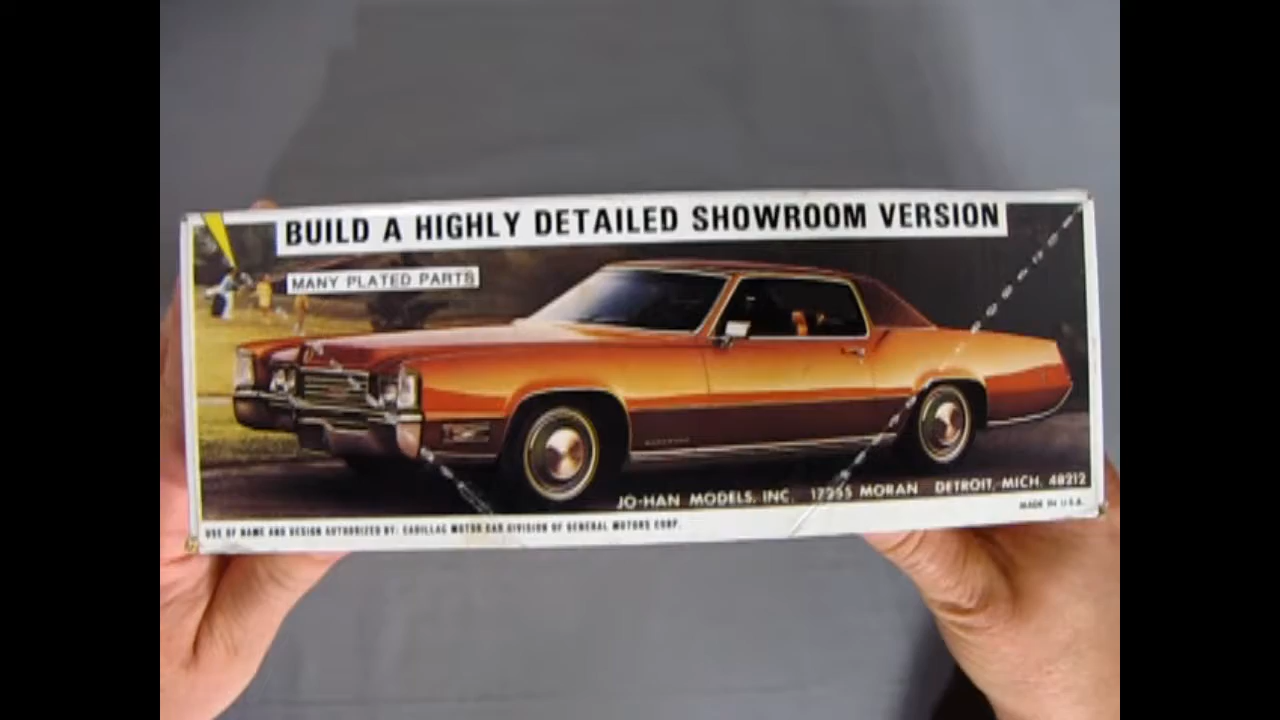 BUILD A HIGHLY DETAILED SHOWROOM VERSION
MANY PLATED PARTS
JO-HAN MODELS, INC. 17255 MORAN DETROIT, MICH. 48212
MADE IN U.S.A.
USE OF NAME AND DESIGN AUTHORIZED BY: CADILLAC MOTOR CAR DIVISION OF GENERAL MOTORS CORP.